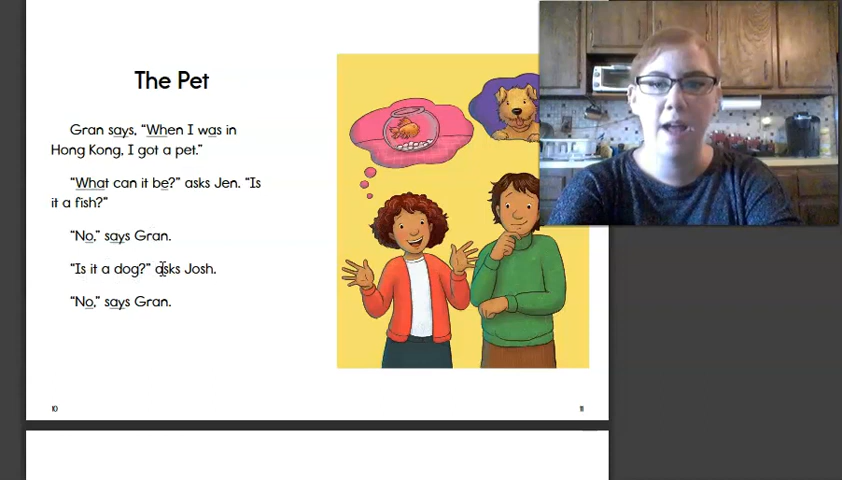 The Pet
Gran says, “When I was in
Hong Kong, I got a pet.”
“What can it be?” asks Jen. “Is
it a fish?”
“No,” says Gran.
“Is it a dog?” asks Josh.
“No,” says Gran.
10
11